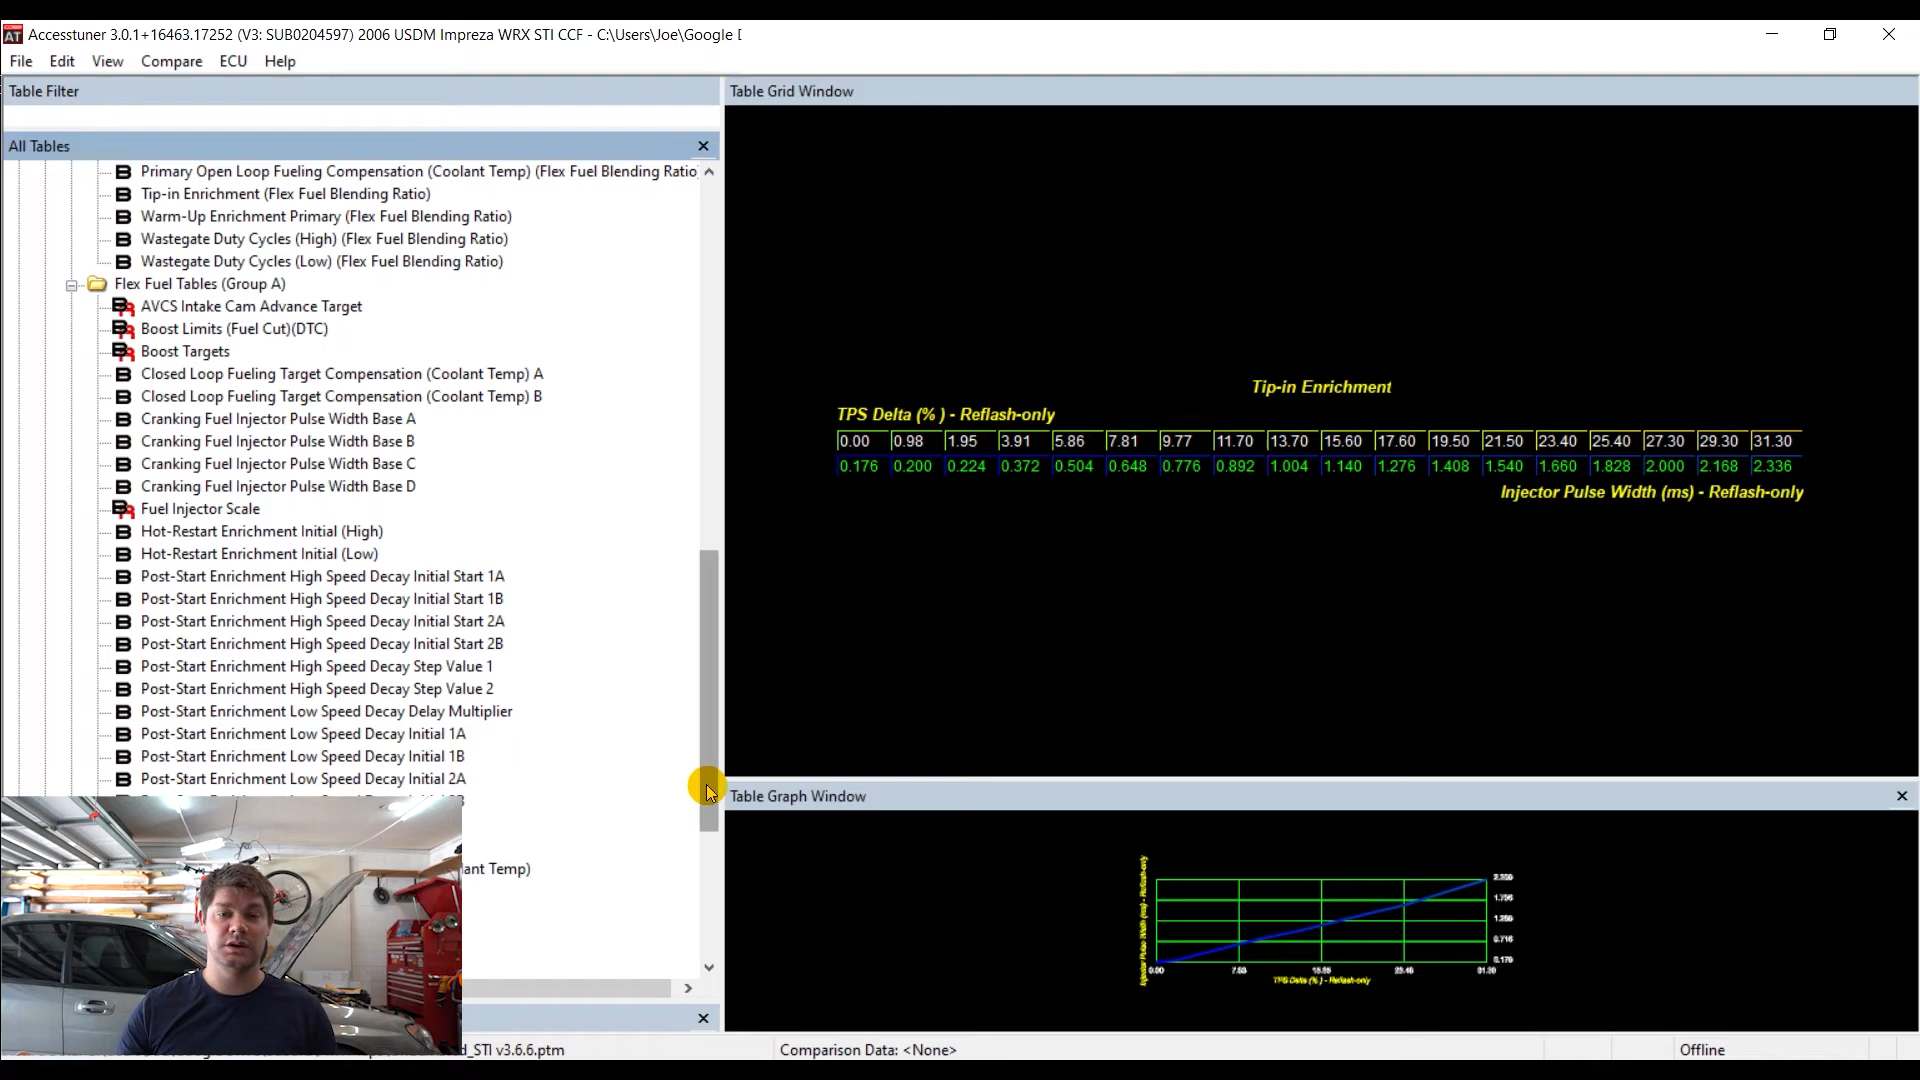 Accesstuner 3.0.1+16463.17252 (V3: SUB0204597) 2006 USDM Impreza WRX STI CCF - C:\Users\Joe\Google [
File Edit View Compare ECU Help
Table Filter
All Tables
Primary Open Loop Fueling Compensation (Coolant Temp) (Flex Fuel Blending Ratio
Tip-in Enrichment (Flex Fuel Blending Ratio)
Warm-Up Enrichment Primary (Flex Fuel Blending Ratio)
Wastegate Duty Cycles (High) (Flex Fuel Blending Ratio)
Wastegate Duty Cycles (Low) (Flex Fuel Blending Ratio)
Flex Fuel Tables (Group A)
AVCS Intake Cam Advance Target
Boost Limits (Fuel Cut)(DTC)
Boost Targets
Closed Loop Fueling Target Compensation (Coolant Temp) A
Closed Loop Fueling Target Compensation (Coolant Temp) B
Cranking Fuel Injector Pulse Width Base A
Cranking Fuel Injector Pulse Width Base B
Cranking Fuel Injector Pulse Width Base C
Cranking Fuel Injector Pulse Width Base D
Fuel Injector Scale
Hot-Restart Enrichment Initial (High)
Hot-Restart Enrichment Initial (Low)
Post-Start Enrichment High Speed Decay Initial Start 1A
Post-Start Enrichment High Speed Decay Initial Start 1B
Post-Start Enrichment High Speed Decay Initial Start 2A
Post-Start Enrichment High Speed Decay Initial Start 2B
Post-Start Enrichment High Speed Decay Step Value 1
Post-Start Enrichment High Speed Decay Step Value 2
Post-Start Enrichment Low Speed Decay Delay Multiplier
Post-Start Enrichment Low Speed Decay Initial 1A
Post-Start Enrichment Low Speed Decay Initial 1B
Post-Start Enrichment Low Speed Decay Initial 2A
lant Temp)
_STI v3.6.6.ptm
Table Grid Window
Tip-in Enrichment
TPS Delta (% ) - Reflash-only
0.00 0.98 1.95 3.91 5.86 7.81 9.77 11.70 13.70 15.60 17.60 19.50 21.50 23.40 25.40 27.30 29.30 31.30
0.176 0.200 0.224 0.372 0.504 0.648 0.776 0.892 1.004 1.140 1.276 1.408 1.540 1.660 1.828 2.000 2.168 2.336
Injector Pulse Width (ms) - Reflash-only
Table Graph Window
Injector Pulse Width (ms) - Reflash-only
0.00
31.30
TPS Delta (% ) - Reflash-only
Comparison Data: <None>
Offline